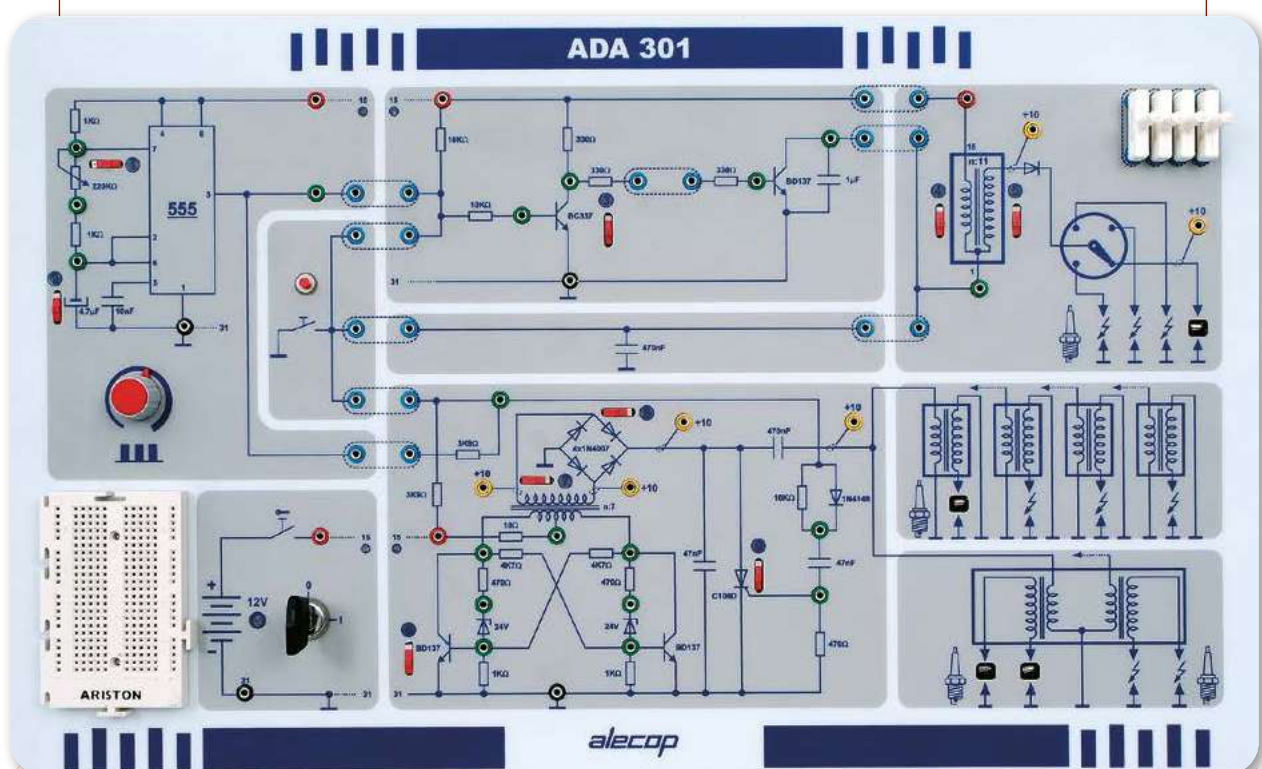 ADA 301
1KΩ
4
8
15
7
220KΩ
555
3
1KΩ
2
6
5
4.7μF
10nF
1
31
15
10KΩ
330Ω
330Ω
330Ω
10KΩ
BC337
BD137
1μF
31
470nF
15
n:11
+10
1
+10
12V
+
-
31
0
I
15
31
ARISTON
3K9Ω
3K9Ω
4x1N4007
+10
+10
+10
n:7
15
10Ω
4K7Ω
4K7Ω
470Ω
470Ω
24V
24V
BD137
BD137
1KΩ
1KΩ
31
470nF
+10
10KΩ
1N4148
47nF
47nF
C106D
470Ω
alecop